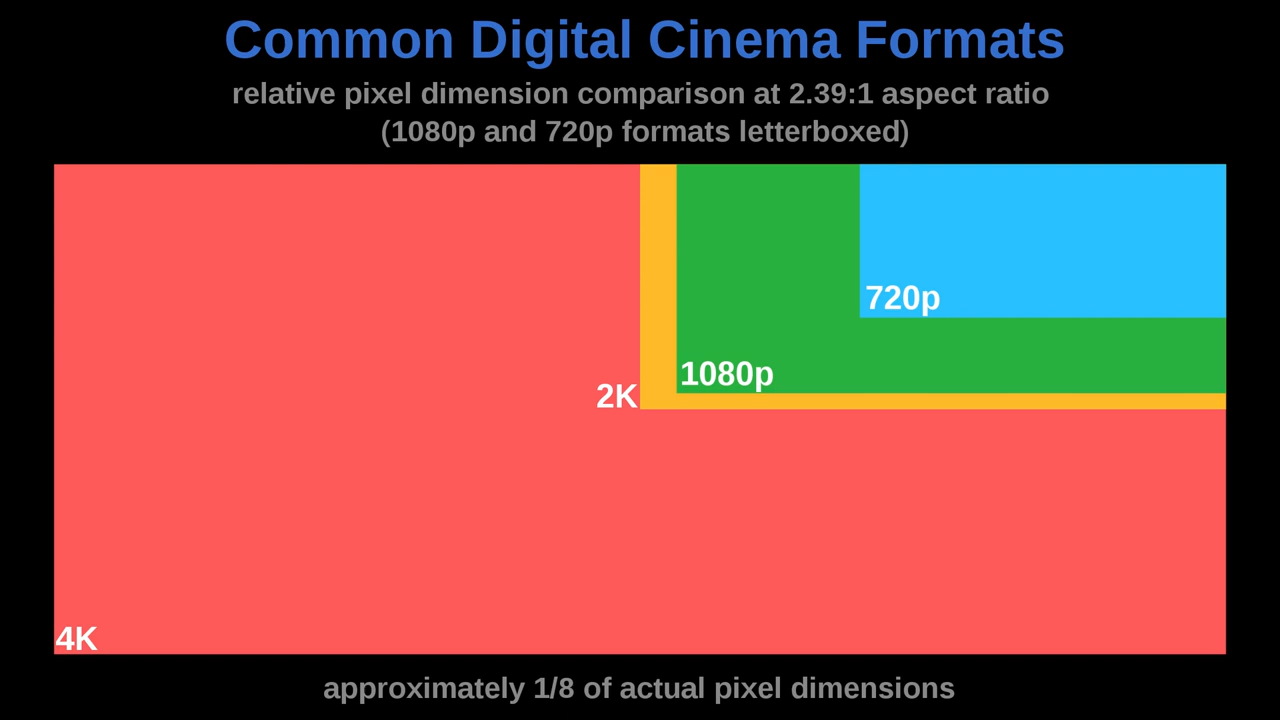 Common Digital Cinema Formats
relative pixel dimension comparison at 2.39:1 aspect ratio
(1080p and 720p formats letterboxed)
720p
1080p
2K
4K
approximately 1/8 of actual pixel dimensions